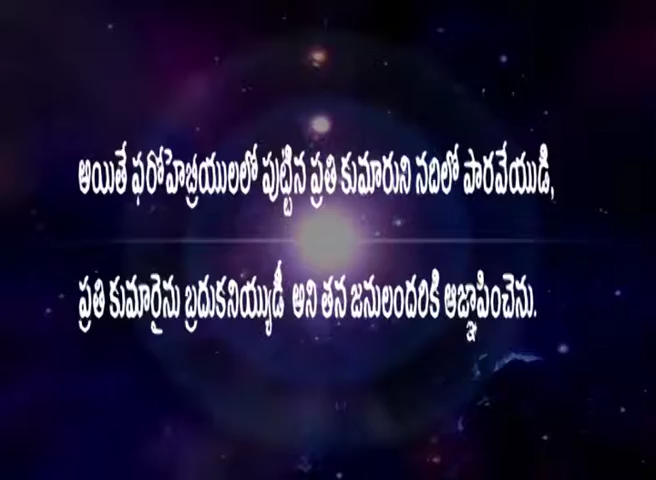 అయితే ఫరోహెబ్రీయులలో పుట్టిన ప్రతి కుమారుని నదిలో పారవేయుడి,
ప్రతి కుమార్తెను బ్రదుకనియ్యుడీ అని తన జనులందరికి ఆజ్ఞాపించెను.